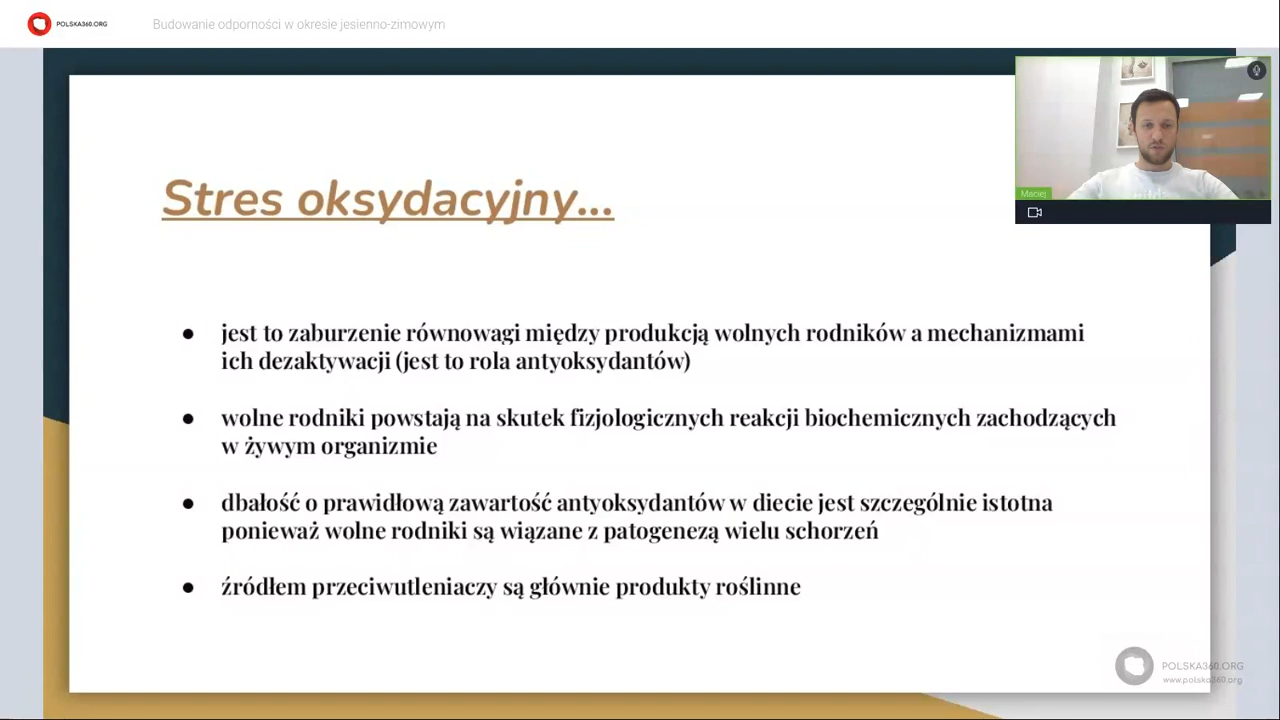 POLSKA360.ORG
Budowanie odporności w okresie jesienno-zimowym
Maciej
Stres oksydacyjny...
● jest to zaburzenie równowagi między produkcją wolnych rodników a mechanizmami
ich dezaktywacji (jest to rola antyoksydantów)
● wolne rodniki powstają na skutek fizjologicznych reakcji biochemicznych zachodzących
w żywym organizmie
● dbałość o prawidłową zawartość antyoksydantów w diecie jest szczególnie istotna
ponieważ wolne rodniki są wiązane z patogenezą wielu schorzeń
● źródłem przeciwutleniaczy są głównie produkty roślinne
POLSKA360.ORG
www.polska360.org